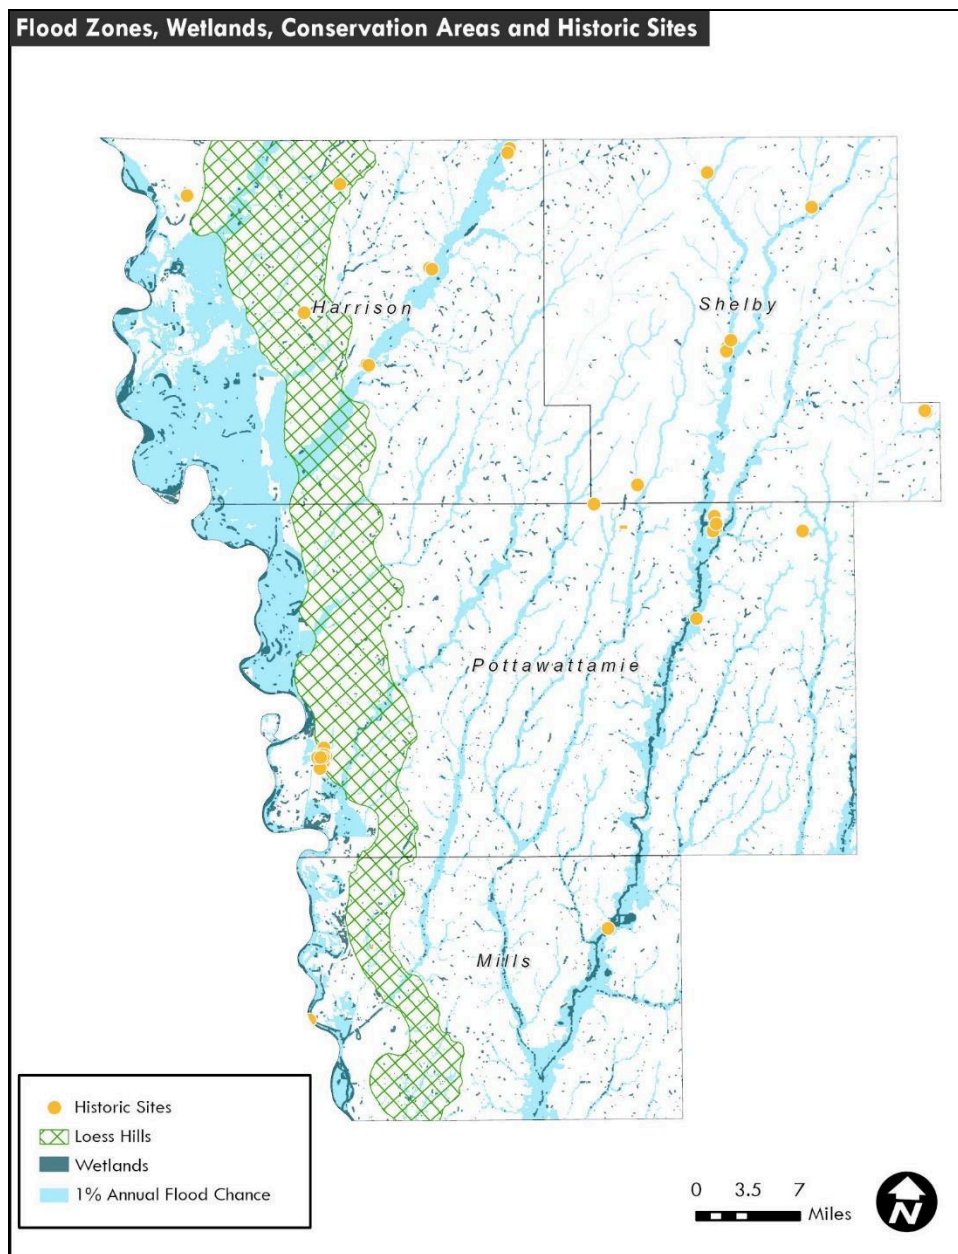 Flood Zones, Wetlands, Conservation Areas and Historic Sites
Harrison
Shelby
Pottawattamie
Mills
Historic Sites
Loess Hills
Wetlands
1% Annual Flood Chance
0 3.5 7
Miles
N